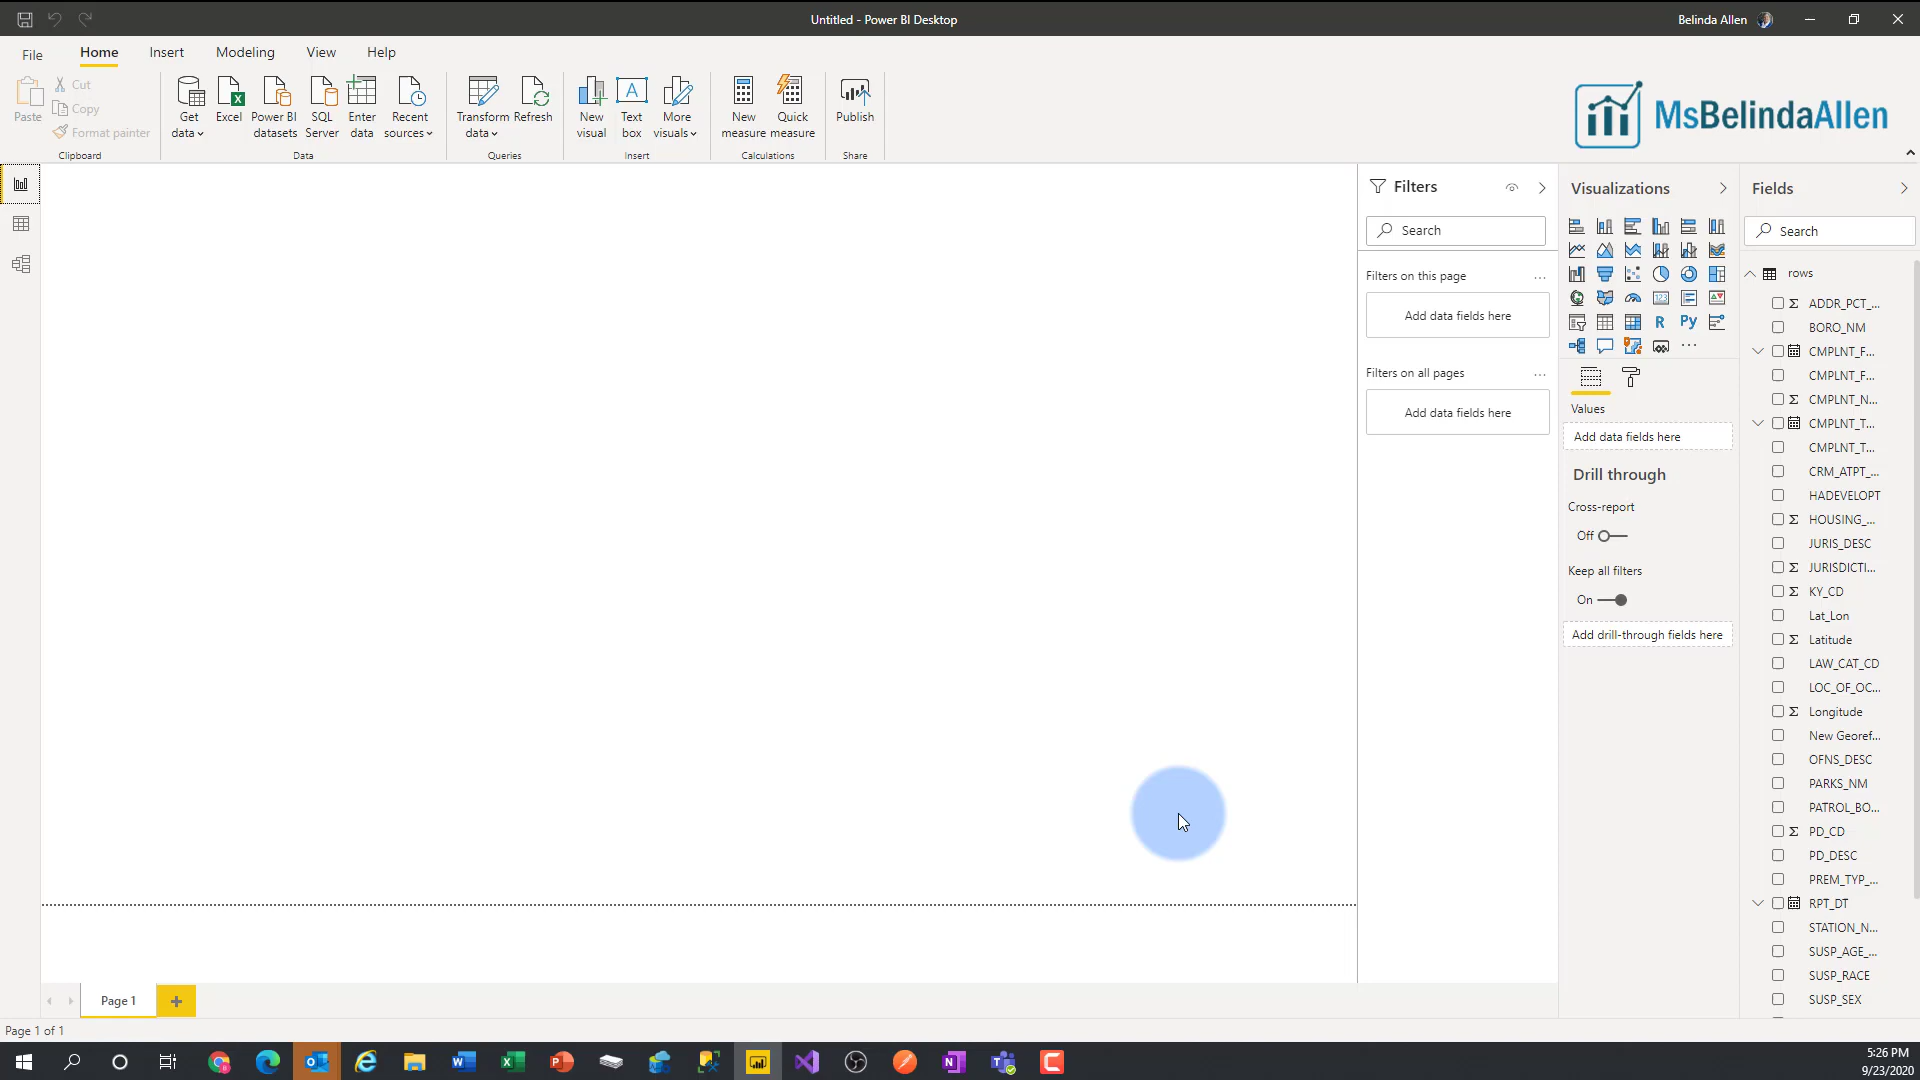 Untitled - Power BI Desktop
Belinda Allen
File
Home
Insert
Modeling
View
Help
Paste
Cut
Copy
Format painter
Clipboard
Get data
Excel
Power BI datasets
SQL Server
Enter data
Recent sources
Data
Transform data
Refresh
Queries
New visual
Text box
More visuals
Insert
New measure
Quick measure
Calculations
Publish
Share
MsBelindaAllen
Filters
Search
Filters on this page
...
Add data fields here
Filters on all pages
...
Add data fields here
Visualizations
R
Py
...
Values
Add data fields here
Drill through
Cross-report
Off
Keep all filters
On
Add drill-through fields here
Fields
Search
rows
ADDR_PCT_...
BORO_NM
CMPLNT_F...
CMPLNT_F...
CMPLNT_N...
CMPLNT_T...
CMPLNT_T...
CRM_ATPT_...
HADEVELOPT
HOUSING_...
JURIS_DESC
JURISDICTI...
KY_CD
Lat_Lon
Latitude
LAW_CAT_CD
LOC_OF_OC...
Longitude
New Georef...
OFNS_DESC
PARKS_NM
PATROL_BO...
PD_CD
PD_DESC
PREM_TYP_...
RPT_DT
STATION_N...
SUSP_AGE_...
SUSP_RACE
SUSP_SEX
Page 1
Page 1 of 1
5:26 PM
9/23/2020